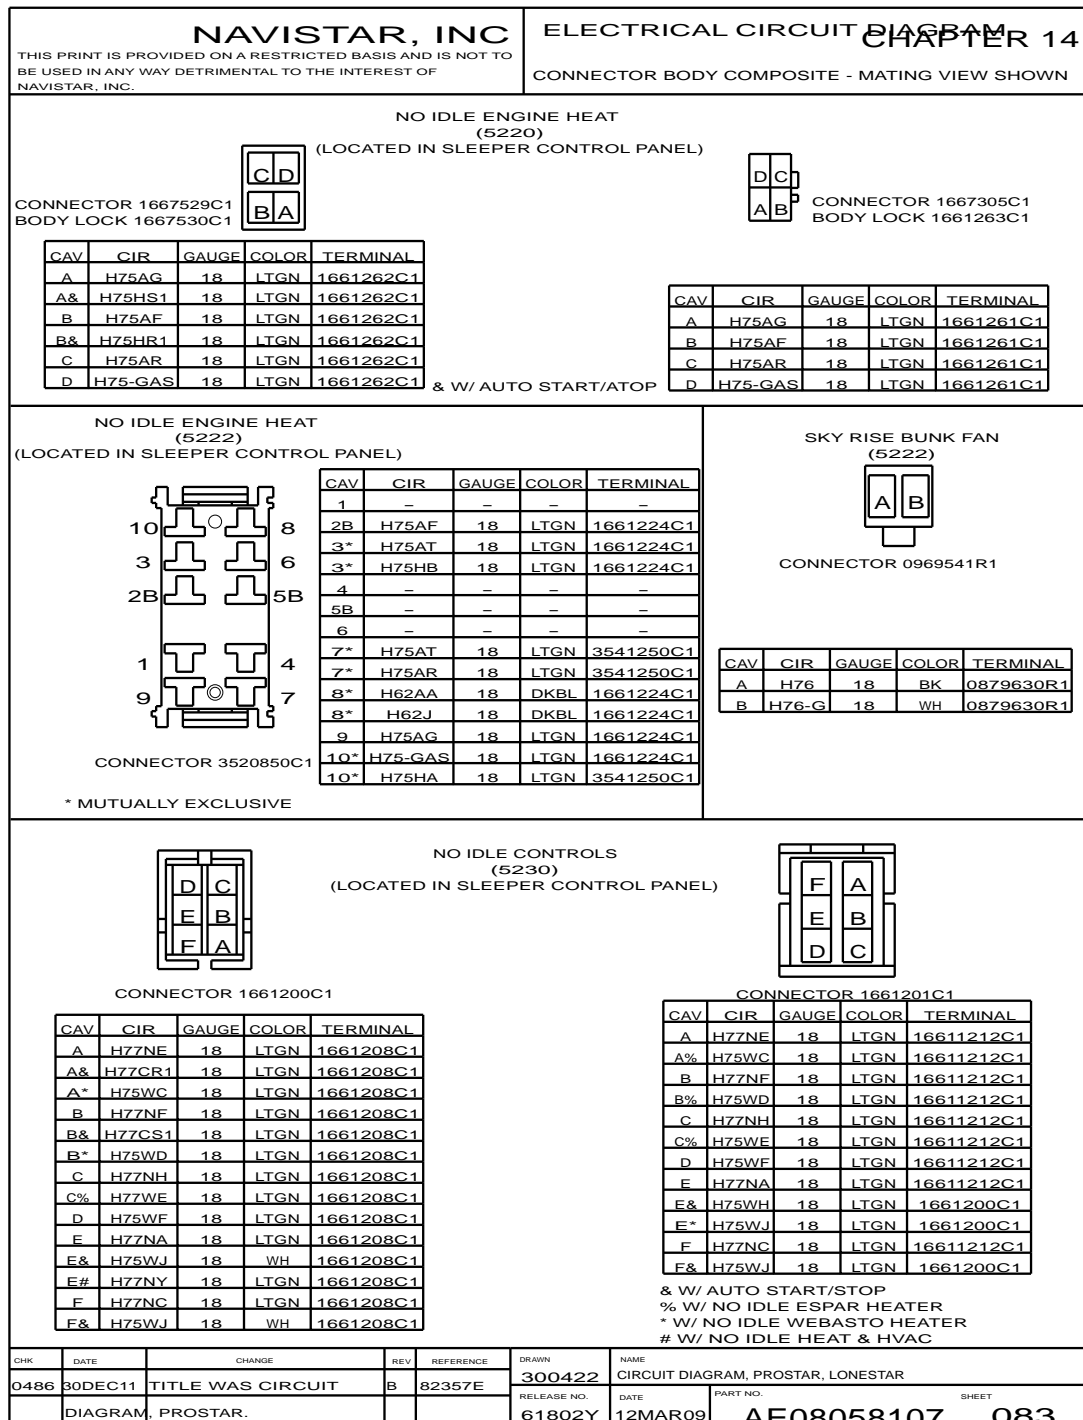 NAVISTAR, INC
THIS PRINT IS PROVIDED ON A RESTRICTED BASIS AND IS NOT TO
BE USED IN ANY WAY DETRIMENTAL TO THE INTEREST OF
NAVISTAR, INC.
ELECTRICAL CIRCUIT DIAGRAM
CHAPTER 14
CONNECTOR BODY COMPOSITE - MATING VIEW SHOWN
NO IDLE ENGINE HEAT
(5220)
(LOCATED IN SLEEPER CONTROL PANEL)
C D
B A
CONNECTOR 1667529C1
BODY LOCK 1667530C1
D C
A B
CONNECTOR 1667305C1
BODY LOCK 1661263C1
CAV CIR GAUGE COLOR TERMINAL
A H75AG 18 LTGN 1661262C1
A& H75HS1 18 LTGN 1661262C1
B H75AF 18 LTGN 1661262C1
B& H75HR1 18 LTGN 1661262C1
C H75AR 18 LTGN 1661262C1
D H75-GAS 18 LTGN 1661262C1
& W/ AUTO START/ATOP
CAV CIR GAUGE COLOR TERMINAL
A H75AG 18 LTGN 1661261C1
B H75AF 18 LTGN 1661261C1
C H75AR 18 LTGN 1661261C1
D H75-GAS 18 LTGN 1661261C1
NO IDLE ENGINE HEAT
(5222)
(LOCATED IN SLEEPER CONTROL PANEL)
10 8
3 6
2B 5B
1 4
9 7
CONNECTOR 3520850C1
* MUTUALLY EXCLUSIVE
CAV CIR GAUGE COLOR TERMINAL
1 – – – –
2B H75AF 18 LTGN 1661224C1
3* H75AT 18 LTGN 1661224C1
3* H75HB 18 LTGN 1661224C1
4 – – – –
5B – – – –
6 – – – –
7* H75AT 18 LTGN 3541250C1
7* H75AR 18 LTGN 3541250C1
8* H62AA 18 DKBL 1661224C1
8* H62J 18 DKBL 1661224C1
9 H75AG 18 LTGN 1661224C1
10* H75-GAS 18 LTGN 1661224C1
10* H75HA 18 LTGN 3541250C1
SKY RISE BUNK FAN
(5222)
A B
CONNECTOR 0969541R1
CAV CIR GAUGE COLOR TERMINAL
A H76 18 BK 0879630R1
B H76-G 18 WH 0879630R1
NO IDLE CONTROLS
(5230)
(LOCATED IN SLEEPER CONTROL PANEL)
D C
E B
F A
CONNECTOR 1661200C1
CAV CIR GAUGE COLOR TERMINAL
A H77NE 18 LTGN 1661208C1
A& H77CR1 18 LTGN 1661208C1
A* H75WC 18 LTGN 1661208C1
B H77NF 18 LTGN 1661208C1
B& H77CS1 18 LTGN 1661208C1
B* H75WD 18 LTGN 1661208C1
C H77NH 18 LTGN 1661208C1
C% H77WE 18 LTGN 1661208C1
D H75WF 18 LTGN 1661208C1
E H77NA 18 LTGN 1661208C1
E& H75WJ 18 WH 1661208C1
E# H77NY 18 LTGN 1661208C1
F H77NC 18 LTGN 1661208C1
F& H75WJ 18 WH 1661208C1
F A
E B
D C
CONNECTOR 1661201C1
CAV CIR GAUGE COLOR TERMINAL
A H77NE 18 LTGN 16611212C1
A% H75WC 18 LTGN 16611212C1
B H77NF 18 LTGN 16611212C1
B% H75WD 18 LTGN 16611212C1
C H77NH 18 LTGN 16611212C1
C% H75WE 18 LTGN 16611212C1
D H75WF 18 LTGN 16611212C1
E H77NA 18 LTGN 16611212C1
E& H75WH 18 LTGN 1661200C1
E* H75WJ 18 LTGN 1661200C1
F H77NC 18 LTGN 16611212C1
F& H75WJ 18 LTGN 1661200C1
& W/ AUTO START/STOP
% W/ NO IDLE ESPAR HEATER
* W/ NO IDLE WEBASTO HEATER
# W/ NO IDLE HEAT & HVAC
CHK DATE CHANGE REV REFERENCE
0486 30DEC11 TITLE WAS CIRCUIT B 82357E
DIAGRAM, PROSTAR.
DRAWN
300422
NAME
CIRCUIT DIAGRAM, PROSTAR, LONESTAR
RELEASE NO.
61802Y
DATE
12MAR09
PART NO.
AE08058107
SHEET
083